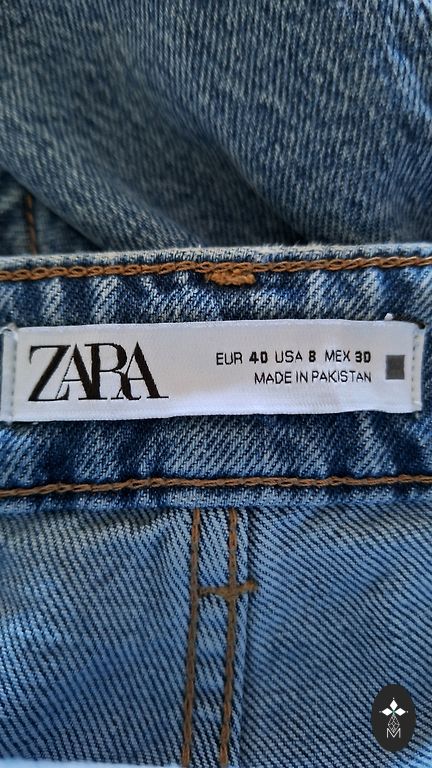 ZARA
EUR 40 USA 8 MEX 30
MADE IN PAKISTAN
M